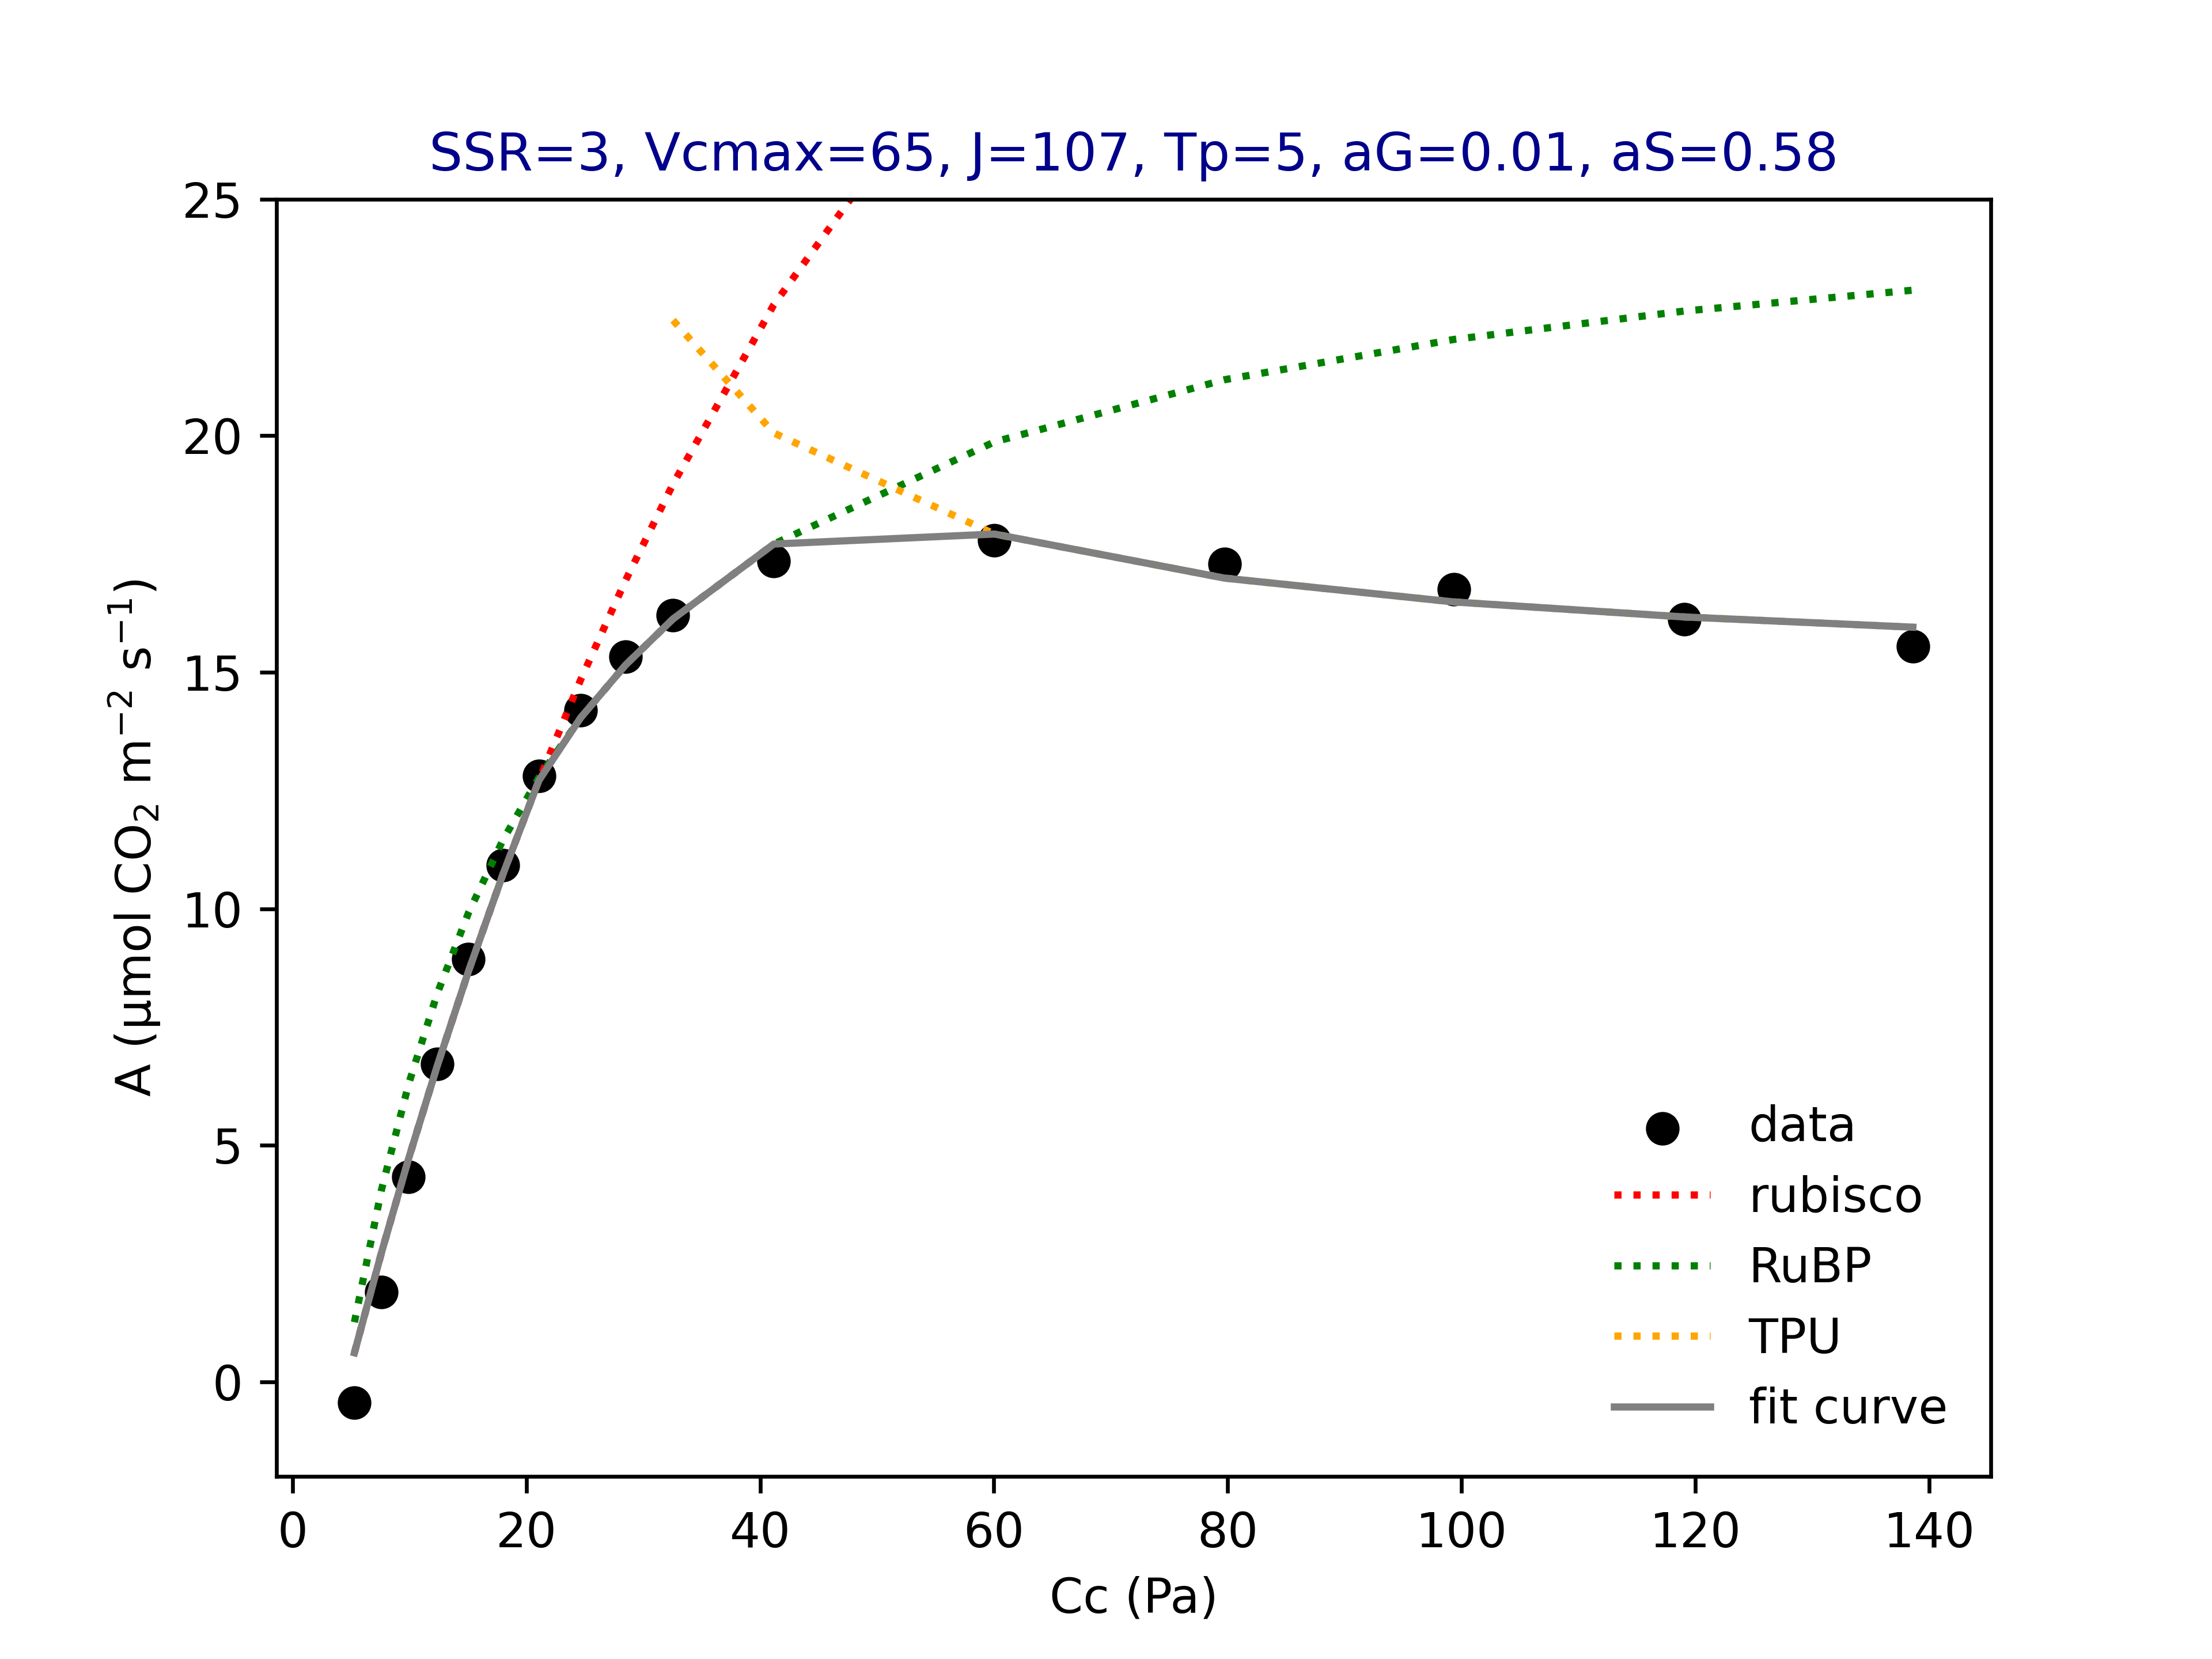 SSR=3, Vcmax=65, J=107, Tp=5, aG=0.01, aS=0.58
25
20
15
10
5
0
A (µmol CO₂ m⁻² s⁻¹)
data
rubisco
RuBP
TPU
fit curve
0 20 40 60 80 100 120 140
Cc (Pa)